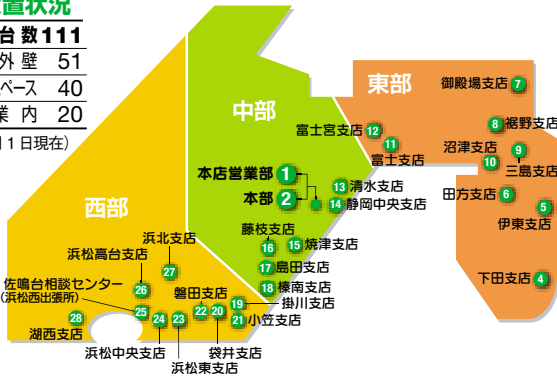 置状況
台数111
外 壁 51
ペース 40
業 内 20
1日現在)
東部
中部
西部
御殿場支店 7
8 裾野支店
富士宮支店 12
11
富士支店
沼津支店
10
9
三島支店
本店営業部 1
本部 2
13 清水支店
14 静岡中央支店
田方支店 6
5
伊東支店
藤枝支店
16
15 焼津支店
17 島田支店
18 榛南支店
下田支店 4
浜北支店
27
浜松高台支店
26
佐鳴台相談センター
(浜松西出張所)
25
磐田支店
22
20
19
掛川支店
21 小笠支店
28
湖西支店
24
23
浜松中央支店
浜松東支店
袋井支店